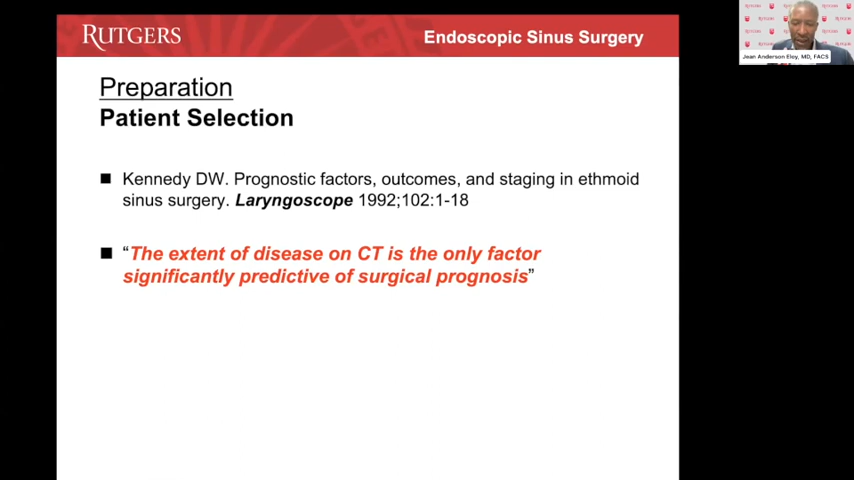 RUTGERS
Endoscopic Sinus Surgery
Jean Anderson Eloy, MD, FACS
Preparation
Patient Selection
Kennedy DW. Prognostic factors, outcomes, and staging in ethmoid
sinus surgery. Laryngoscope 1992;102:1-18
“The extent of disease on CT is the only factor
significantly predictive of surgical prognosis”